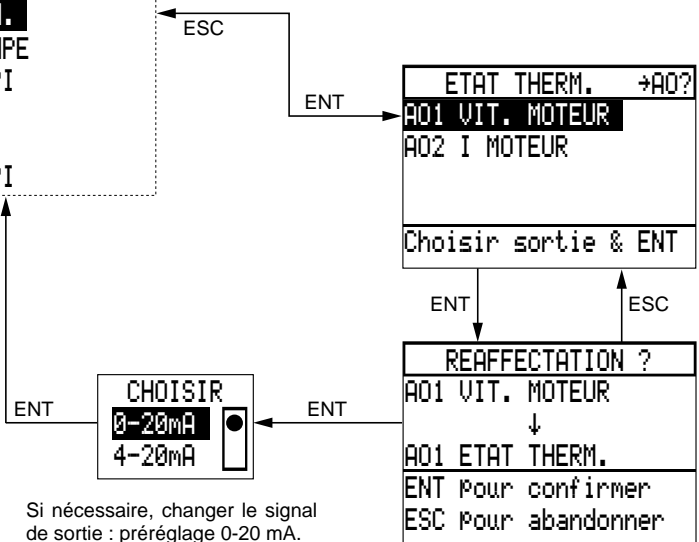 ESC
ENT
ETAT THERM. →AO?
AO1 VIT. MOTEUR
AO2 I MOTEUR
Choisir sortie & ENT
ENT
ESC
REAFFECTATION ?
AO1 VIT. MOTEUR
↓
AO1 ETAT THERM.
ENT pour confirmer
ESC pour abandonner
ENT
CHOISIR
0-20mA
4-20mA
ENT
Si nécessaire, changer le signal
de sortie : préréglage 0-20 mA.